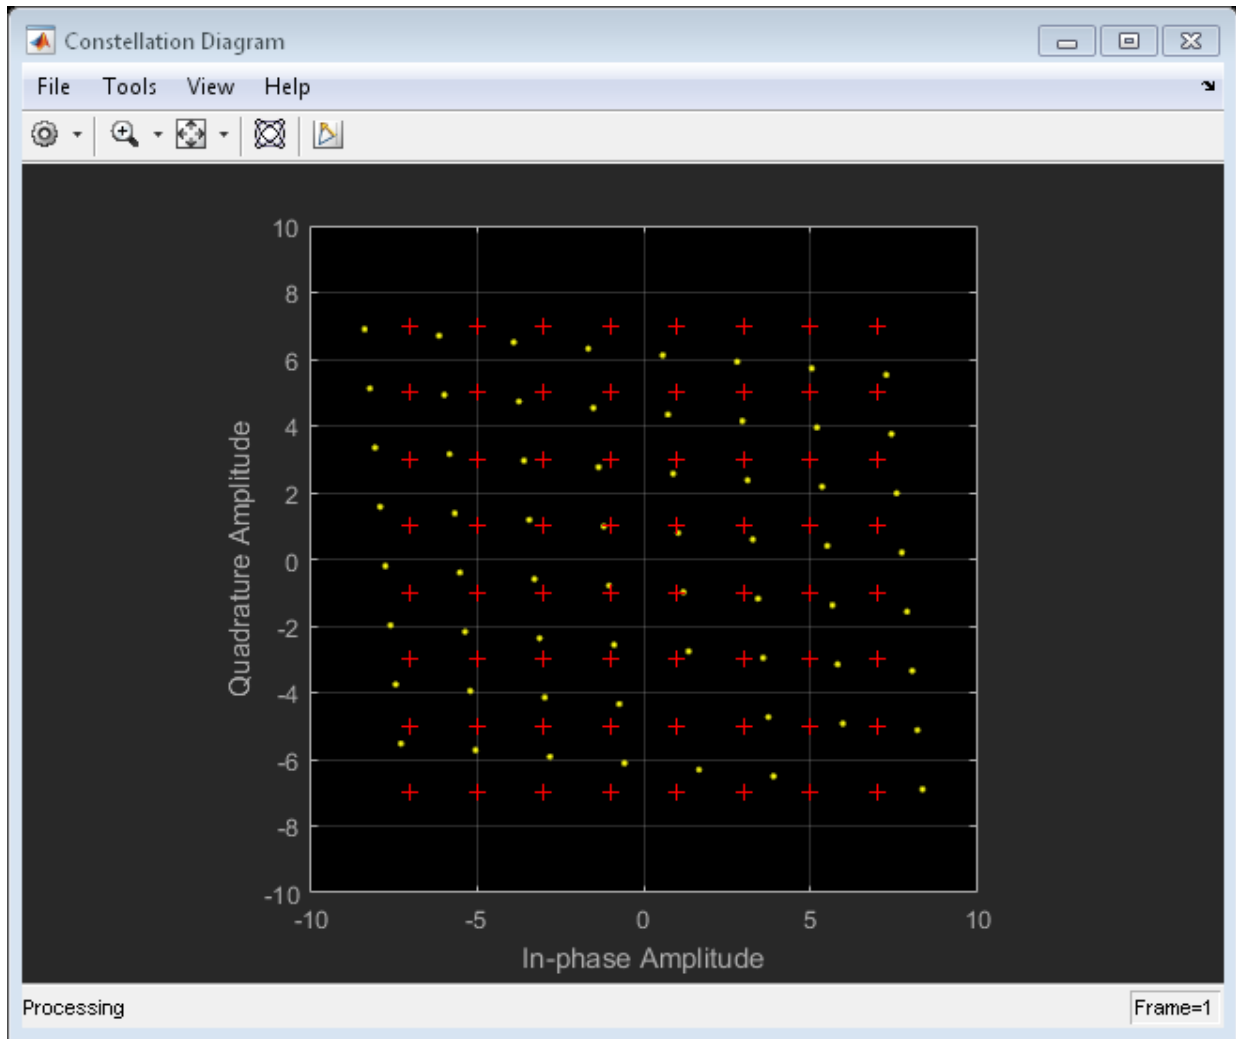 Constellation Diagram
File Tools View Help
10
8
6
4
2
0
-2
-4
-6
-8
-10
Quadrature Amplitude
-10 -5 0 5 10
In-phase Amplitude
Processing Frame=1